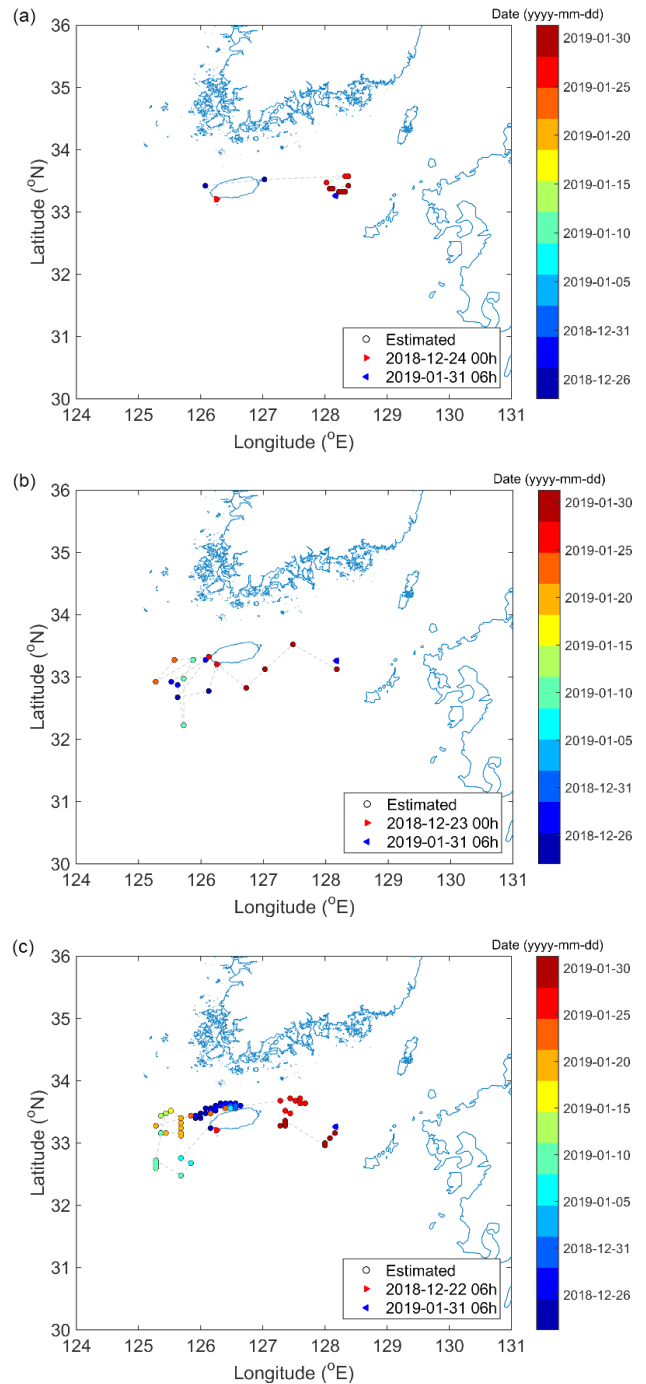 (a)
Date (yyyy-mm-dd)
36
35
34
33
32
31
30
Latitude (°N)
2019-01-30
2019-01-25
2019-01-20
2019-01-15
2019-01-10
2019-01-05
2018-12-31
2018-12-26
Estimated
2018-12-24 00h
2019-01-31 06h
124 125 126 127 128 129 130 131
Longitude (°E)
(b)
Date (yyyy-mm-dd)
36
35
34
33
32
31
30
Latitude (°N)
2019-01-30
2019-01-25
2019-01-20
2019-01-15
2019-01-10
2019-01-05
2018-12-31
2018-12-26
Estimated
2018-12-23 00h
2019-01-31 06h
124 125 126 127 128 129 130 131
Longitude (°E)
(c)
Date (yyyy-mm-dd)
36
35
34
33
32
31
30
Latitude (°N)
2019-01-30
2019-01-25
2019-01-20
2019-01-15
2019-01-10
2019-01-05
2018-12-31
2018-12-26
Estimated
2018-12-22 06h
2019-01-31 06h
124 125 126 127 128 129 130 131
Longitude (°E)